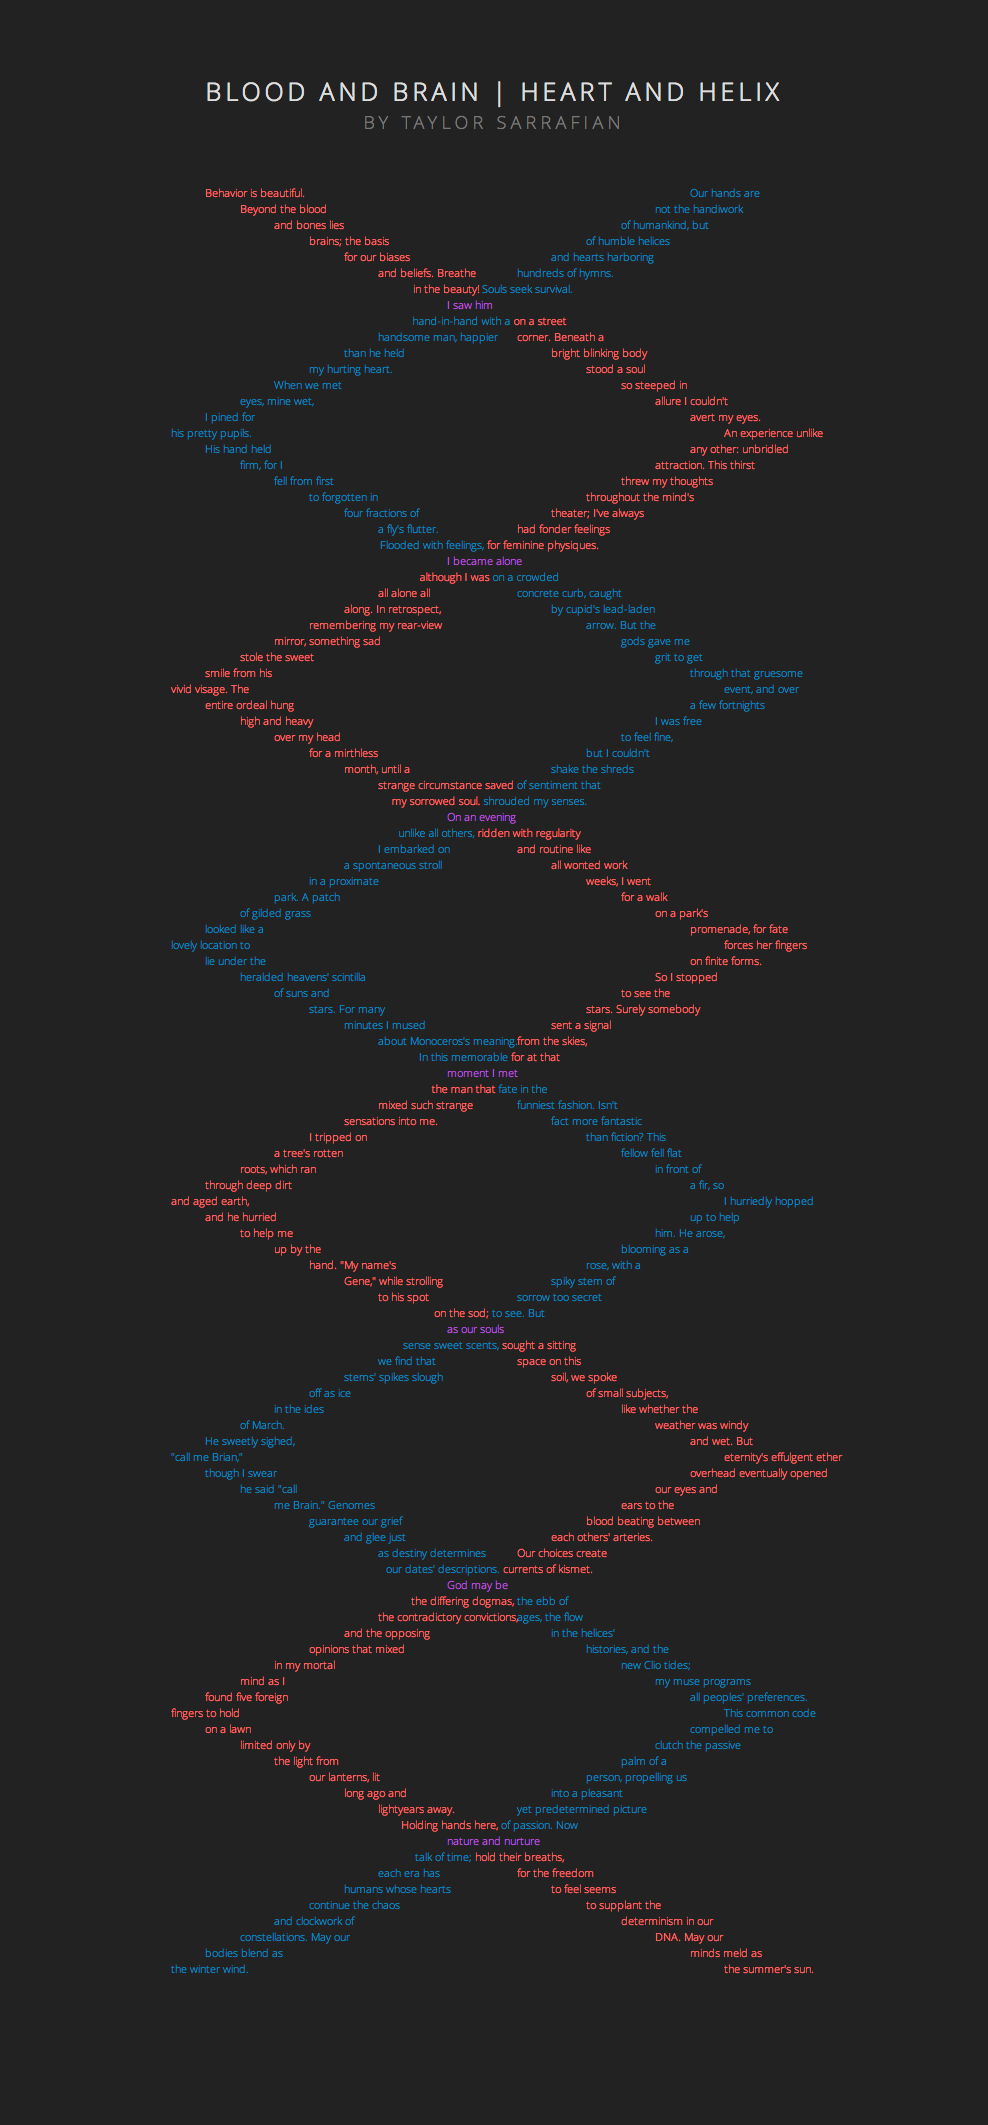 BLOOD AND BRAIN | HEART AND HELIX
BY TAYLOR SARRAFIAN
Behavior is beautiful. Our hands are
Beyond the blood not the handiwork
and bones lies of humankind, but
brains; the basis of humble helices
for our biases and hearts harboring
and beliefs. Breathe hundreds of hymns.
in the beauty! Souls seek survival.
I saw him
hand-in-hand with a on a street
handsome man, happier corner. Beneath a
than he held bright blinking body
my hurting heart. stood a soul
When we met so steeped in
eyes, mine wet, allure I couldn't
I pined for avert my eyes.
his pretty pupils. An experience unlike
His hand held any other: unbridled
firm, for I attraction. This thirst
fell from first threw my thoughts
to forgotten in throughout the mind's
four fractions of theater; I've always
a fly's flutter. had fonder feelings
Flooded with feelings, for feminine physiques.
I became alone
although I was on a crowded
all alone all concrete curb, caught
along. In retrospect, by cupid's lead-laden
remembering my rear-view arrow. But the
mirror, something sad gods gave me
stole the sweet grit to get
smile from his through that gruesome
vivid visage. The event, and over
entire ordeal hung a few fortnights
high and heavy I was free
over my head to feel fine,
for a mirthless but I couldn't
month, until a shake the shreds
strange circumstance saved of sentiment that
my sorrowed soul. shrouded my senses.
On an evening
unlike all others, ridden with regularity
I embarked on and routine like
a spontaneous stroll all wonted work
in a proximate weeks, I went
park. A patch for a walk
of gilded grass on a park's
looked like a promenade, for fate
lovely location to forces her fingers
lie under the on finite forms.
heralded heavens' scintilla So I stopped
of suns and to see the
stars. For many stars. Surely somebody
minutes I mused sent a signal
about Monoceros's meaning. from the skies,
In this memorable for at that
moment I met
the man that fate in the
mixed such strange funniest fashion. Isn't
sensations into me. fact more fantastic
I tripped on than fiction? This
a tree's rotten fellow fell flat
roots, which ran in front of
through deep dirt a fir, so
and aged earth, I hurriedly hopped
and he hurried up to help
to help me him. He arose,
up by the blooming as a
hand. "My name's rose, with a
Gene," while strolling spiky stem of
to his spot sorrow too secret
on the sod; to see. But
as our souls
sense sweet scents, sought a sitting
we find that space on this
stems' spikes slough soil, we spoke
off as ice of small subjects,
in the ides like whether the
of March. weather was windy
He sweetly sighed, and wet. But
"call me Brian," eternity's effulgent ether
though I swear overhead eventually opened
he said "call our eyes and
me Brain." Genomes ears to the
guarantee our grief blood beating between
and glee just each others' arteries.
as destiny determines Our choices create
our dates' descriptions. currents of kismet.
God may be
the differing dogmas, the ebb of
the contradictory convictions, ages, the flow
and the opposing in the helices'
opinions that mixed histories, and the
in my mortal new Clio tides;
mind as I my muse programs
found five foreign all peoples' preferences.
fingers to hold This common code
on a lawn compelled me to
limited only by clutch the passive
the light from palm of a
our lanterns, lit person, propelling us
long ago and into a pleasant
lightyears away. yet predetermined picture
Holding hands here, of passion. Now
nature and nurture
talk of time; hold their breaths,
each era has for the freedom
humans whose hearts to feel seems
continue the chaos to supplant the
and clockwork of determinism in our
constellations. May our DNA. May our
bodies blend as minds meld as
the winter wind. the summer's sun.